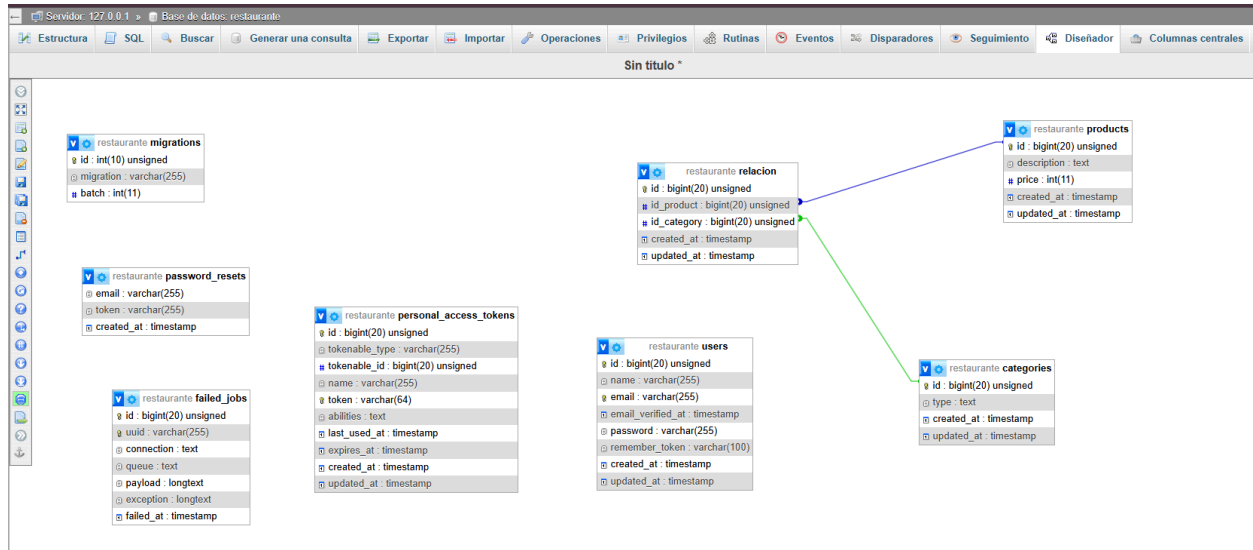 Servidor: 127.0.0.1 » Base de datos: restaurante
Estructura SQL Buscar Generar una consulta Exportar Importar Operaciones Privilegios Rutinas Eventos Disparadores Seguimiento Diseñador Columnas centrales
Sin título *
restaurante migrations
id : int(10) unsigned
migration : varchar(255)
batch : int(11)
restaurante password_resets
email : varchar(255)
token : varchar(255)
created_at : timestamp
restaurante failed_jobs
id : bigint(20) unsigned
uuid : varchar(255)
connection : text
queue : text
payload : longtext
exception : longtext
failed_at : timestamp
restaurante personal_access_tokens
id : bigint(20) unsigned
tokenable_type : varchar(255)
tokenable_id : bigint(20) unsigned
name : varchar(255)
token : varchar(64)
abilities : text
last_used_at : timestamp
expires_at : timestamp
created_at : timestamp
updated_at : timestamp
restaurante relacion
id : bigint(20) unsigned
id_product : bigint(20) unsigned
id_category : bigint(20) unsigned
created_at : timestamp
updated_at : timestamp
restaurante users
id : bigint(20) unsigned
name : varchar(255)
email : varchar(255)
email_verified_at : timestamp
password : varchar(255)
remember_token : varchar(100)
created_at : timestamp
updated_at : timestamp
restaurante products
id : bigint(20) unsigned
description : text
price : int(11)
created_at : timestamp
updated_at : timestamp
restaurante categories
id : bigint(20) unsigned
type : text
created_at : timestamp
updated_at : timestamp